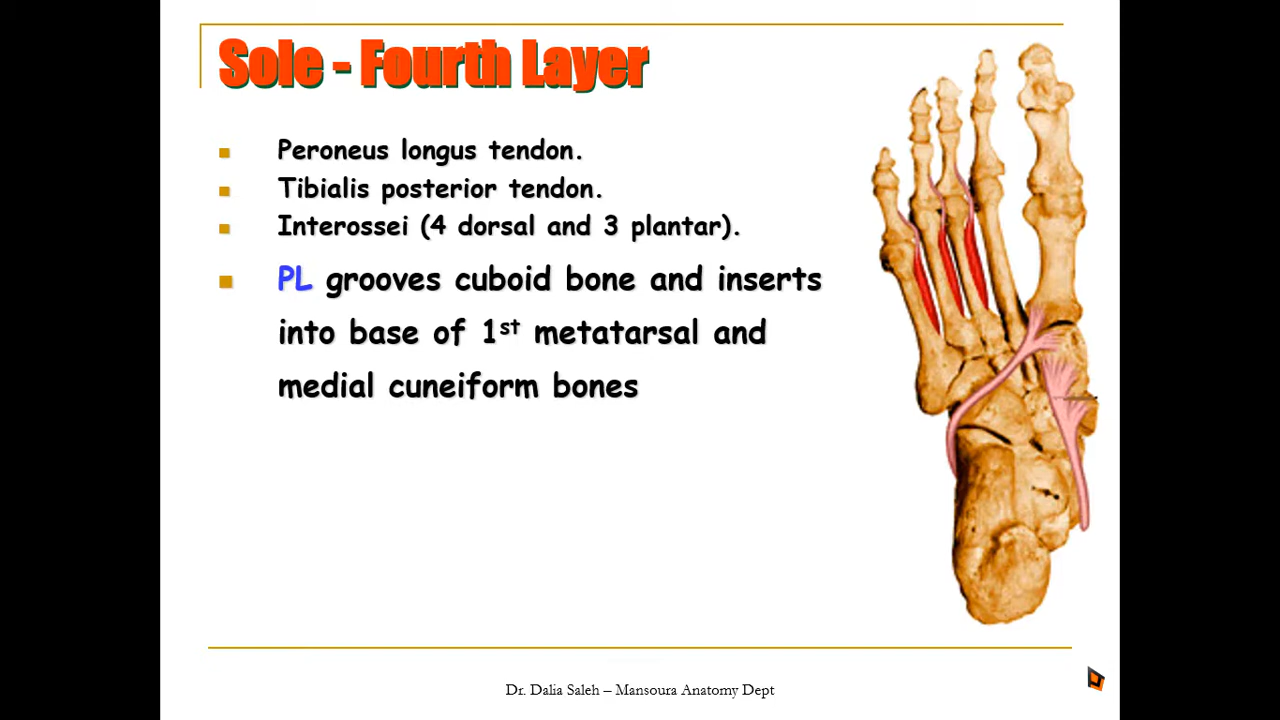 Sole - Fourth Layer
Peroneus longus tendon.
Tibialis posterior tendon.
Interossei (4 dorsal and 3 plantar).
PL grooves cuboid bone and inserts
into base of 1st metatarsal and
medial cuneiform bones
Dr. Dalia Saleh – Mansoura Anatomy Dept